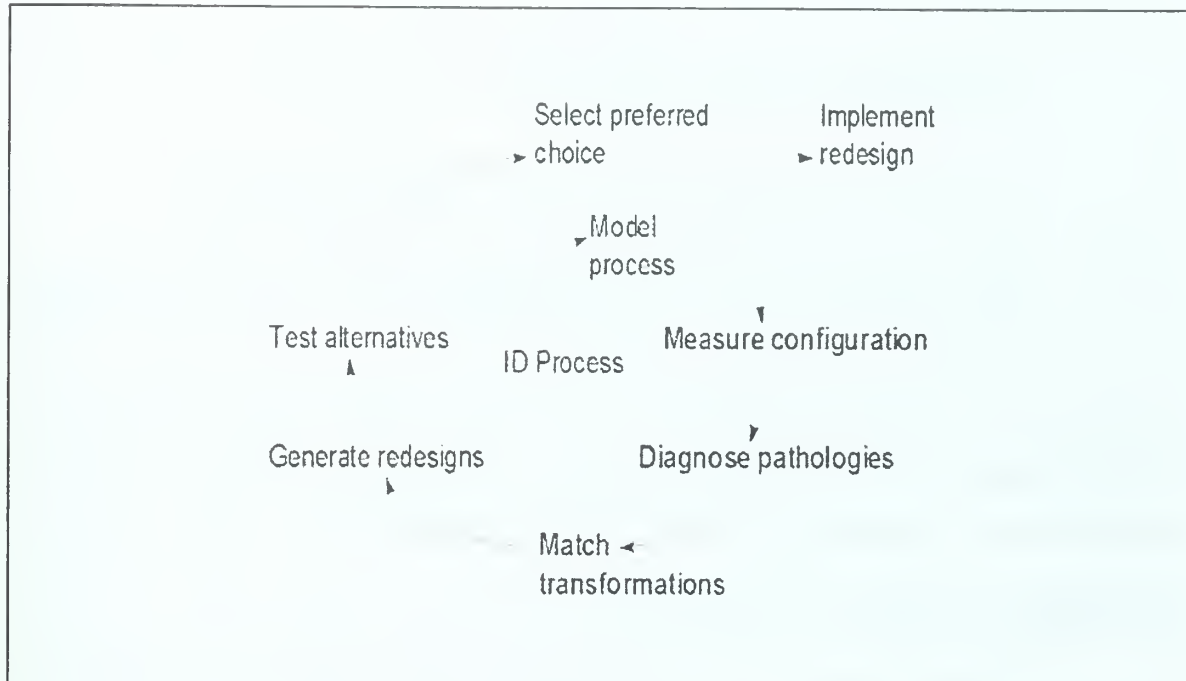 Select preferred
choice
Implement
redesign
Model
process
Test alternatives
ID Process
Measure configuration
Generate redesigns
Diagnose pathologies
Match
transformations